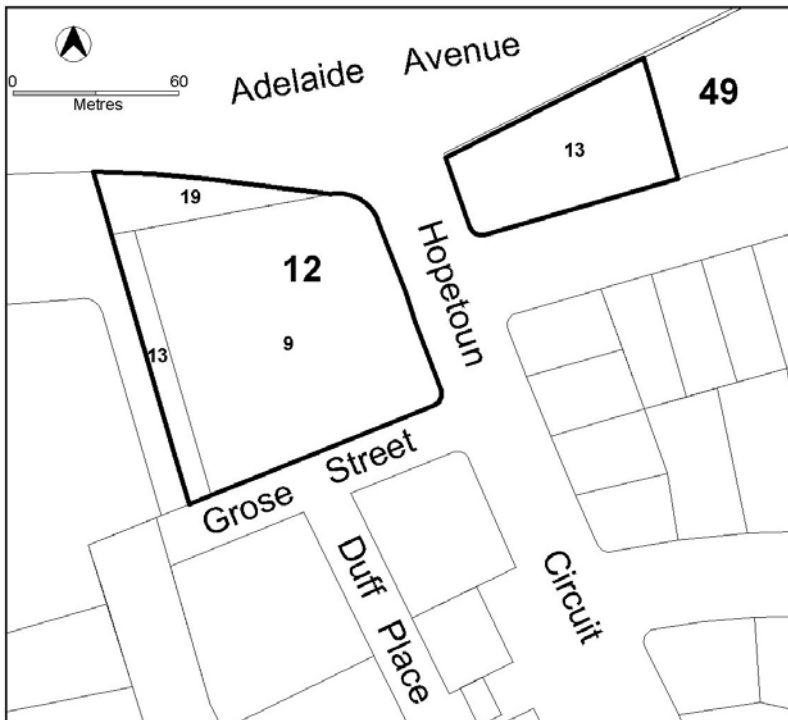 0 60
Metres
Adelaide Avenue
49
13
19
12
Hopetoun
13
9
Grose Street
Duff Place
Circuit